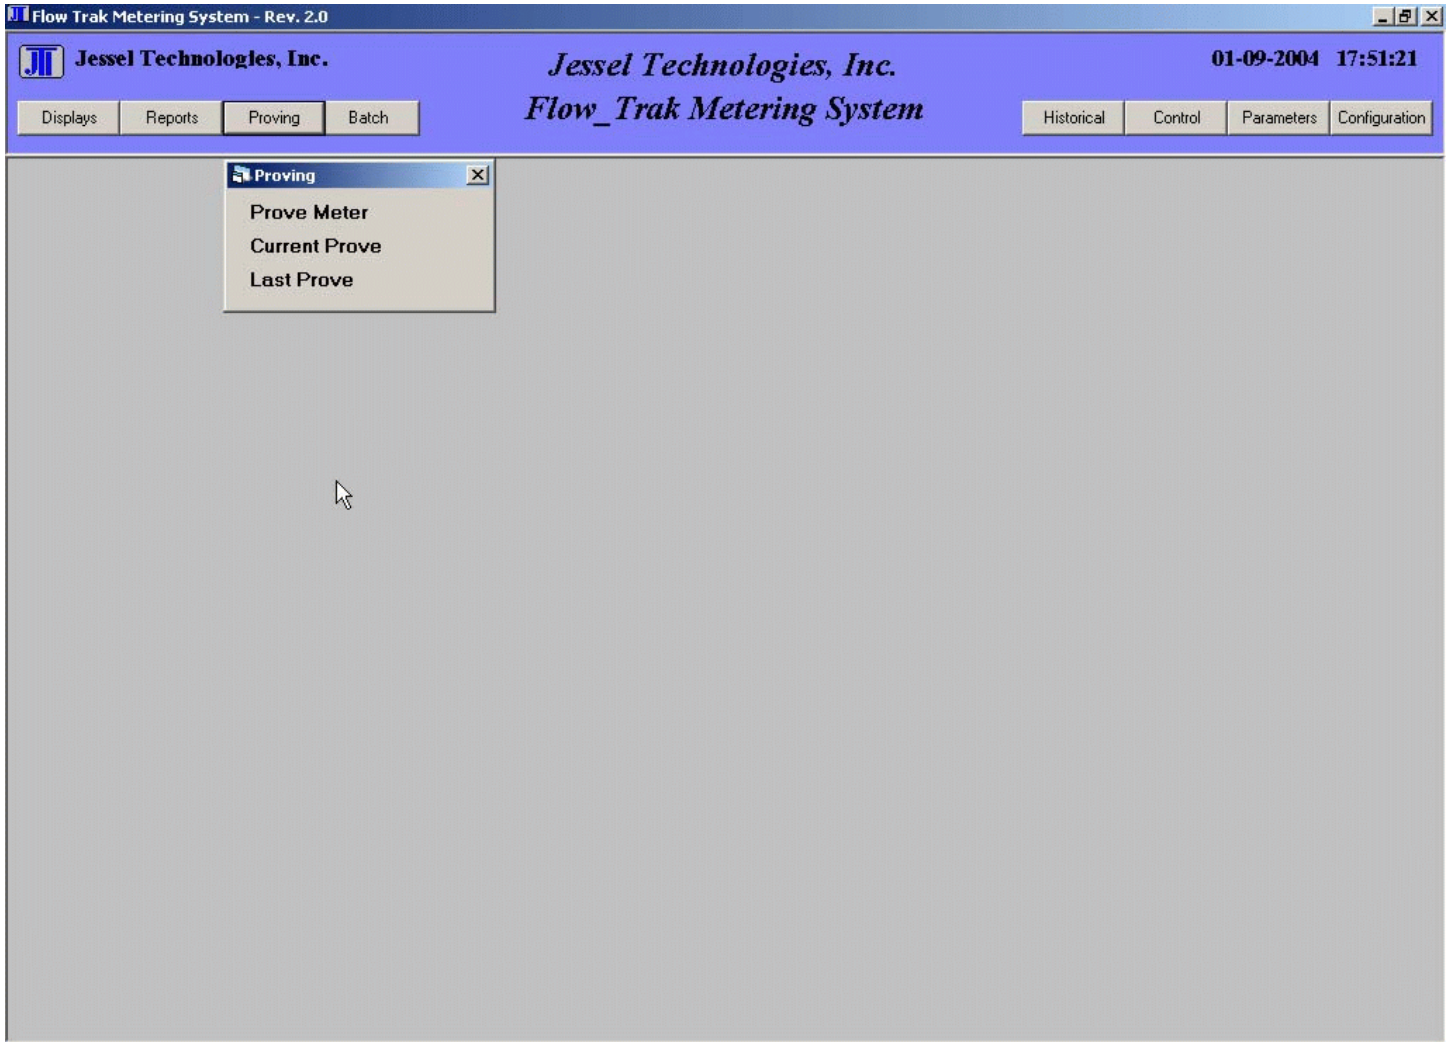 Flow Trak Metering System - Rev. 2.0
JTI Jessel Technologies, Inc.
Jessel Technologies, Inc.
01-09-2004 17:51:21
Flow_Trak Metering System
Displays Reports Proving Batch
Historical Control Parameters Configuration
Proving
Prove Meter
Current Prove
Last Prove